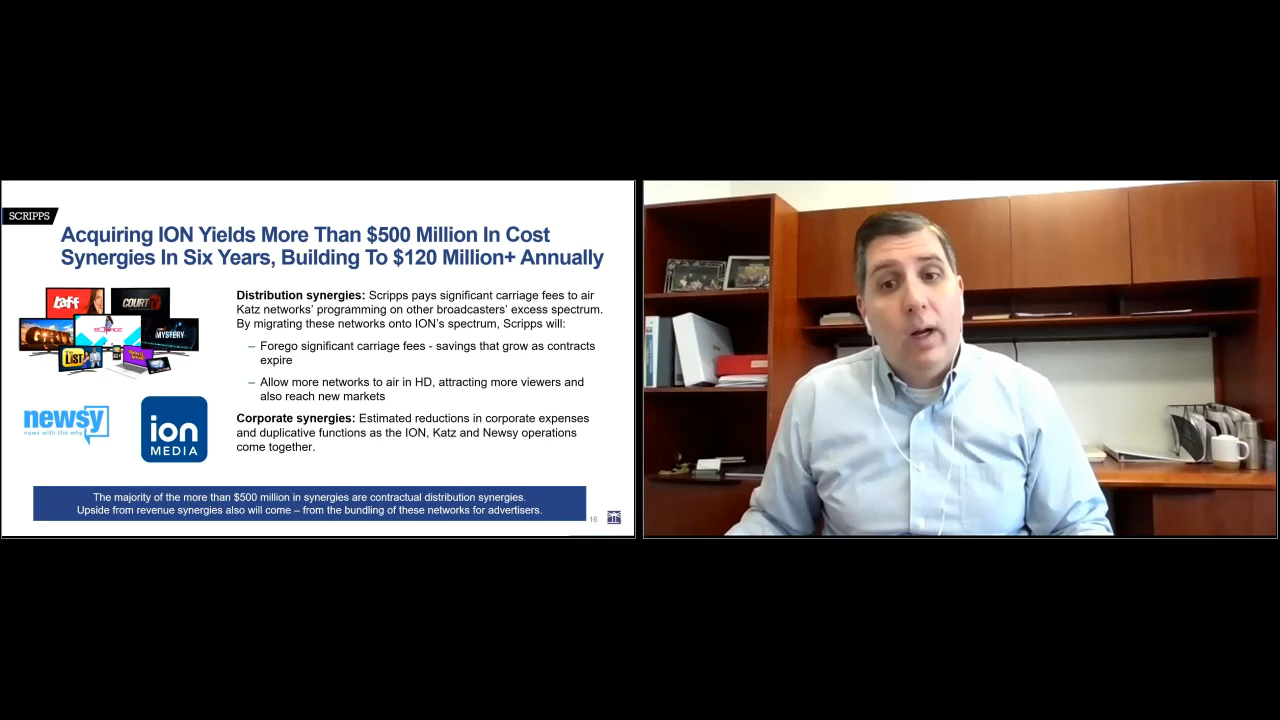 SCRIPPS
Acquiring ION Yields More Than $500 Million In Cost
Synergies In Six Years, Building To $120 Million+ Annually
laff
COURT
GRIT
BOUNCE
MYSTERY
THE LIST
newsy
news with the why
ion
MEDIA
Distribution synergies: Scripps pays significant carriage fees to air
Katz networks' programming on other broadcasters' excess spectrum.
By migrating these networks onto ION's spectrum, Scripps will:
– Forego significant carriage fees - savings that grow as contracts
expire
– Allow more networks to air in HD, attracting more viewers and
also reach new markets
Corporate synergies: Estimated reductions in corporate expenses
and duplicative functions as the ION, Katz and Newsy operations
come together.
The majority of the more than $500 million in synergies are contractual distribution synergies.
Upside from revenue synergies also will come – from the bundling of these networks for advertisers.
16